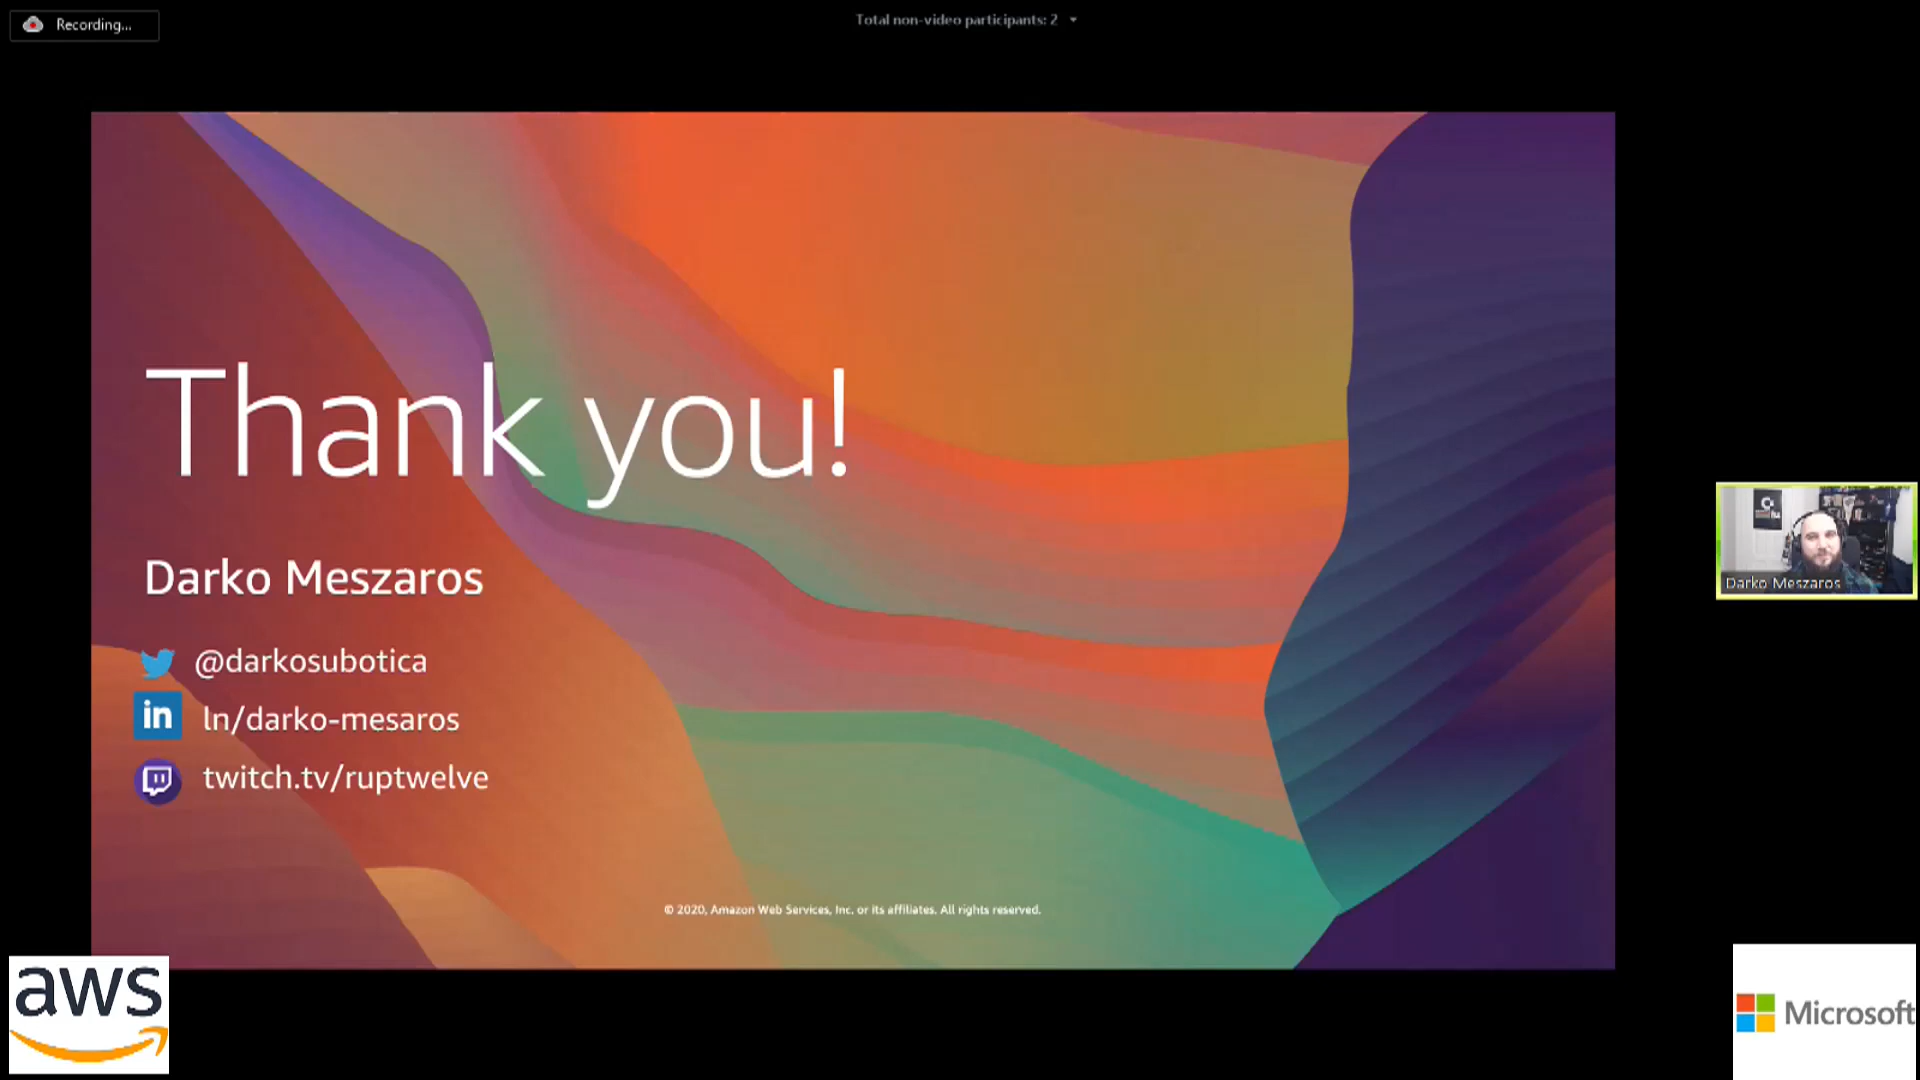 Recording...
Total non-video participants: 2
Thank you!
Darko Meszaros
@darkosubotica
in ln/darko-mesaros
twitch.tv/ruptwelve
© 2020, Amazon Web Services, Inc. or its affiliates. All rights reserved.
Darko Meszaros
aws
Microsoft